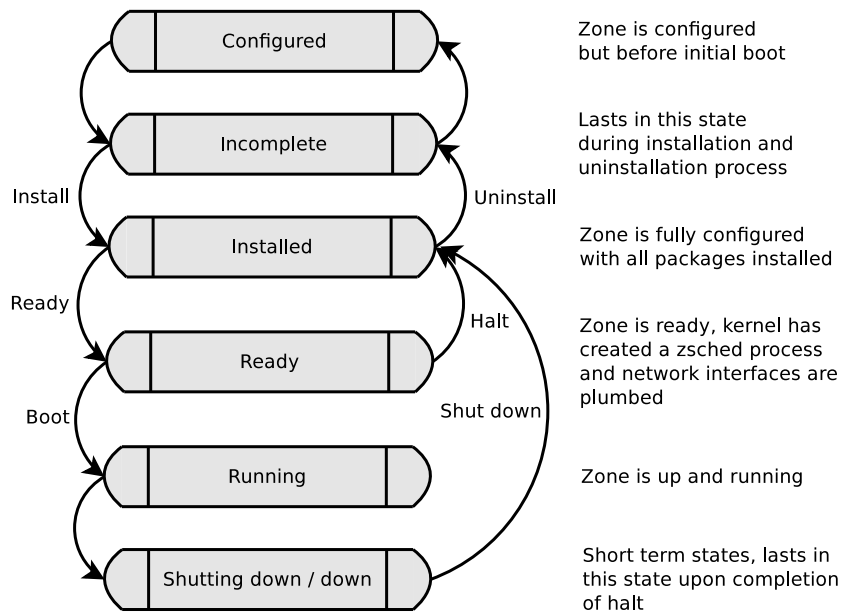 Configured
Zone is configured
but before initial boot
Incomplete
Lasts in this state
during installation and
uninstallation process
Install
Uninstall
Installed
Zone is fully configured
with all packages installed
Ready
Halt
Ready
Zone is ready, kernel has
created a zsched process
and network interfaces are
plumbed
Boot
Shut down
Running
Zone is up and running
Shutting down / down
Short term states, lasts in
this state upon completion
of halt